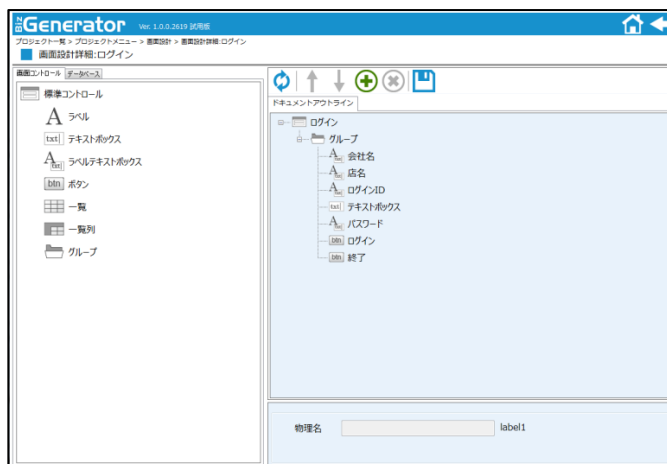 BizGenerator Ver. 1.0.0.2619 試用版
プロジェクト一覧 > プロジェクトメニュー > 画面設計 > 画面設計詳細:ログイン
画面設計詳細:ログイン
画面コントロール データベース
標準コントロール
A ラベル
txt テキストボックス
A txt ラベルテキストボックス
btn ボタン
一覧
一覧列
グループ
ドキュメントアウトライン
ログイン
グループ
A txt 会社名
A txt 店名
A txt ログインID
txt テキストボックス
A txt パスワード
btn ログイン
btn 終了
物理名 label1